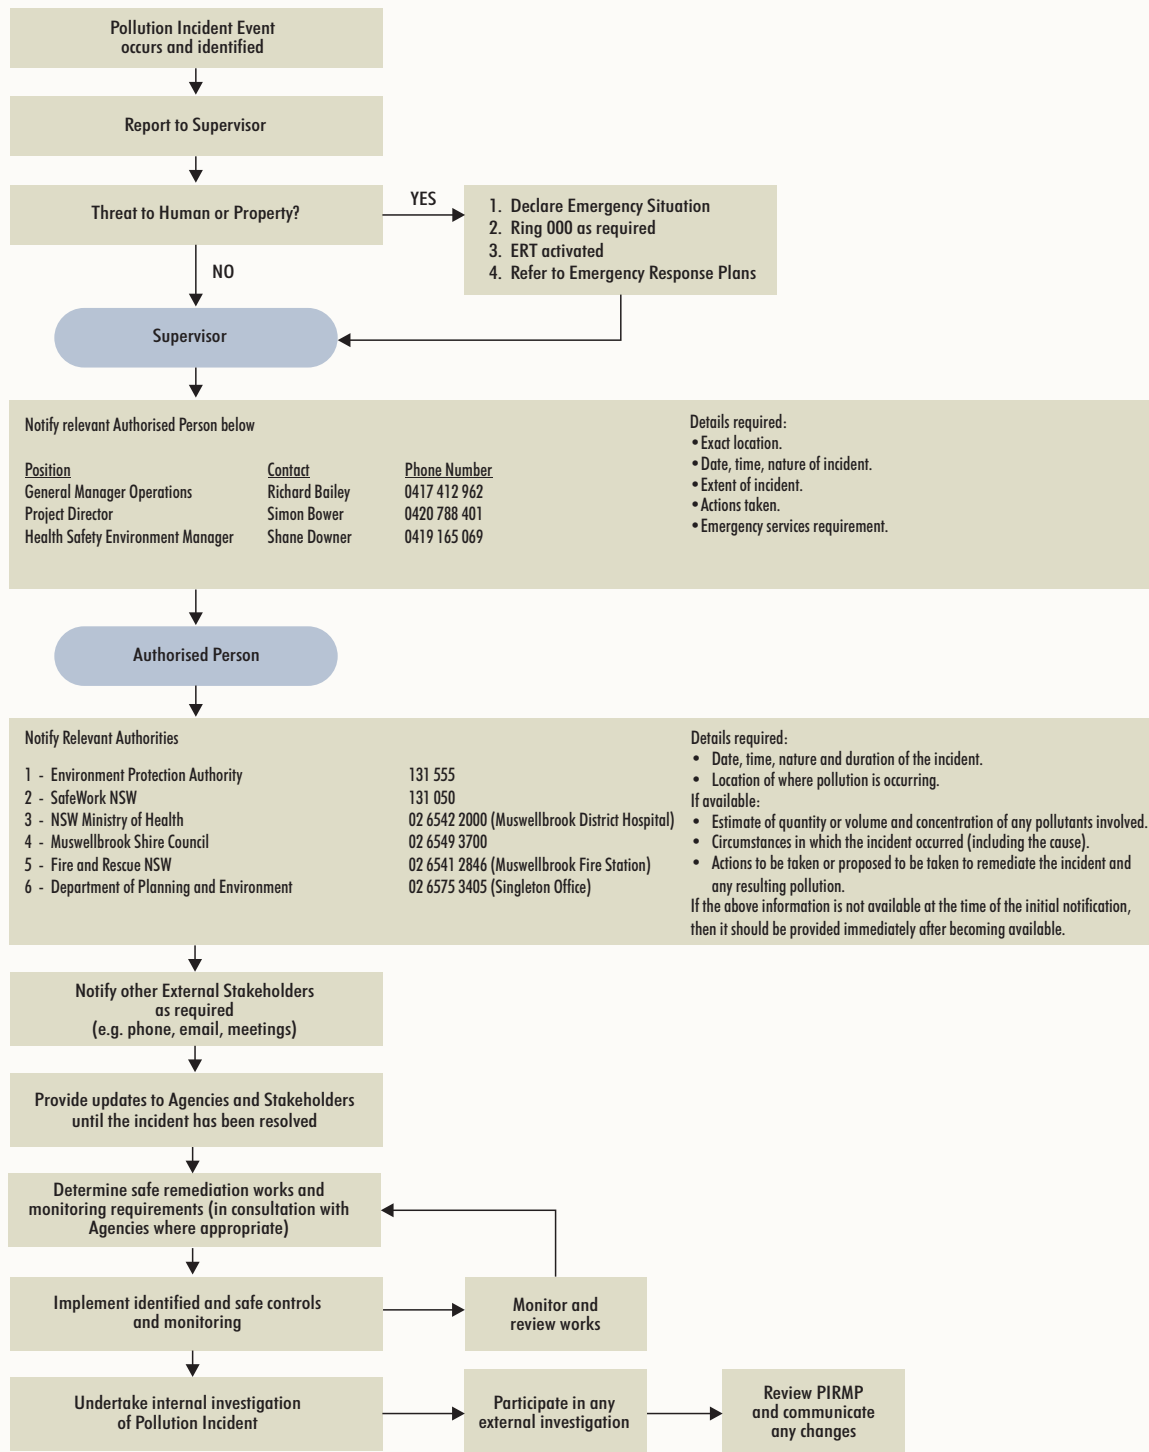 Pollution Incident Event
occurs and identified
Report to Supervisor
Threat to Human or Property?
YES
1. Declare Emergency Situation
2. Ring 000 as required
3. ERT activated
4. Refer to Emergency Response Plans
NO
Supervisor
Notify relevant Authorised Person below
Position Contact Phone Number
General Manager Operations Richard Bailey 0417 412 962
Project Director Simon Bower 0420 788 401
Health Safety Environment Manager Shane Downer 0419 165 069
Details required:
• Exact location.
• Date, time, nature of incident.
• Extent of incident.
• Actions taken.
• Emergency services requirement.
Authorised Person
Notify Relevant Authorities
1 - Environment Protection Authority 131 555
2 - SafeWork NSW 131 050
3 - NSW Ministry of Health 02 6542 2000 (Muswellbrook District Hospital)
4 - Muswellbrook Shire Council 02 6549 3700
5 - Fire and Rescue NSW 02 6541 2846 (Muswellbrook Fire Station)
6 - Department of Planning and Environment 02 6575 3405 (Singleton Office)
Details required:
• Date, time, nature and duration of the incident.
• Location of where pollution is occurring.
If available:
• Estimate of quantity or volume and concentration of any pollutants involved.
• Circumstances in which the incident occurred (including the cause).
• Actions to be taken or proposed to be taken to remediate the incident and
any resulting pollution.
If the above information is not available at the time of the initial notification,
then it should be provided immediately after becoming available.
Notify other External Stakeholders
as required
(e.g. phone, email, meetings)
Provide updates to Agencies and Stakeholders
until the incident has been resolved
Determine safe remediation works and
monitoring requirements (in consultation with
Agencies where appropriate)
Implement identified and safe controls
and monitoring
Monitor and
review works
Undertake internal investigation
of Pollution Incident
Participate in any
external investigation
Review PIRMP
and communicate
any changes